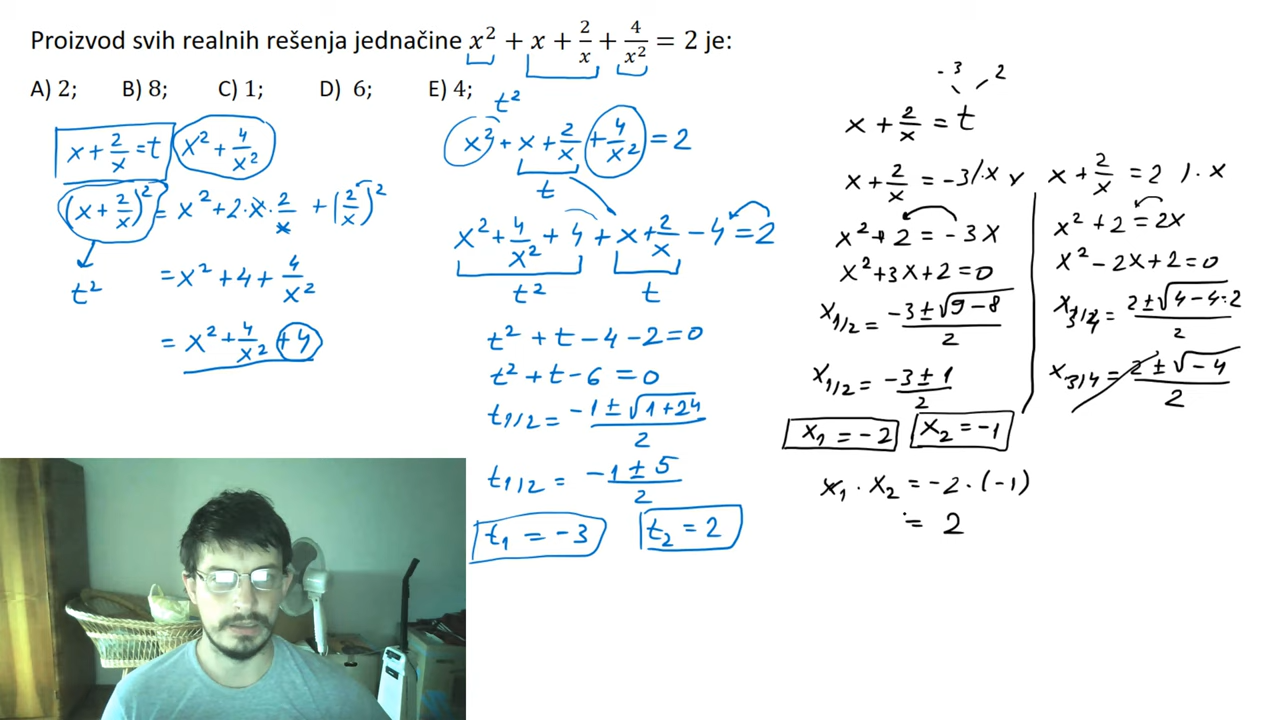 Proizvod svih realnih rešenja jednačine x² + x + 2/x + 4/x² = 2 je:
A) 2; B) 8; C) 1; D) 6; E) 4;
x + 2/x = t
x² + 4/x²
(x + 2/x)² = x² + 2·x·2/x + (2/x)²
t²
= x² + 4 + 4/x²
= x² + 4/x² + 4
t²
x² + x + 2/x + 4/x² = 2
t
x² + 4/x² + 4 + x + 2/x - 4 = 2
t² t
t² + t - 4 - 2 = 0
t² + t - 6 = 0
t1/2 = (-1 ± √(1 + 24))/2
t1/2 = (-1 ± 5)/2
t₁ = -3 t₂ = 2
-3 2
x + 2/x = t
x + 2/x = -3 /·x
x² + 2 = -3x
x² + 3x + 2 = 0
x1/2 = (-3 ± √(9 - 8))/2
x1/2 = (-3 ± 1)/2
x₁ = -2 x₂ = -1
x₁ · x₂ = -2 · (-1)
= 2
x + 2/x = 2 /·x
x² + 2 = 2x
x² - 2x + 2 = 0
x3/4 = (2 ± √(4 - 4·2))/2
x3/4 = (2 ± √-4)/2